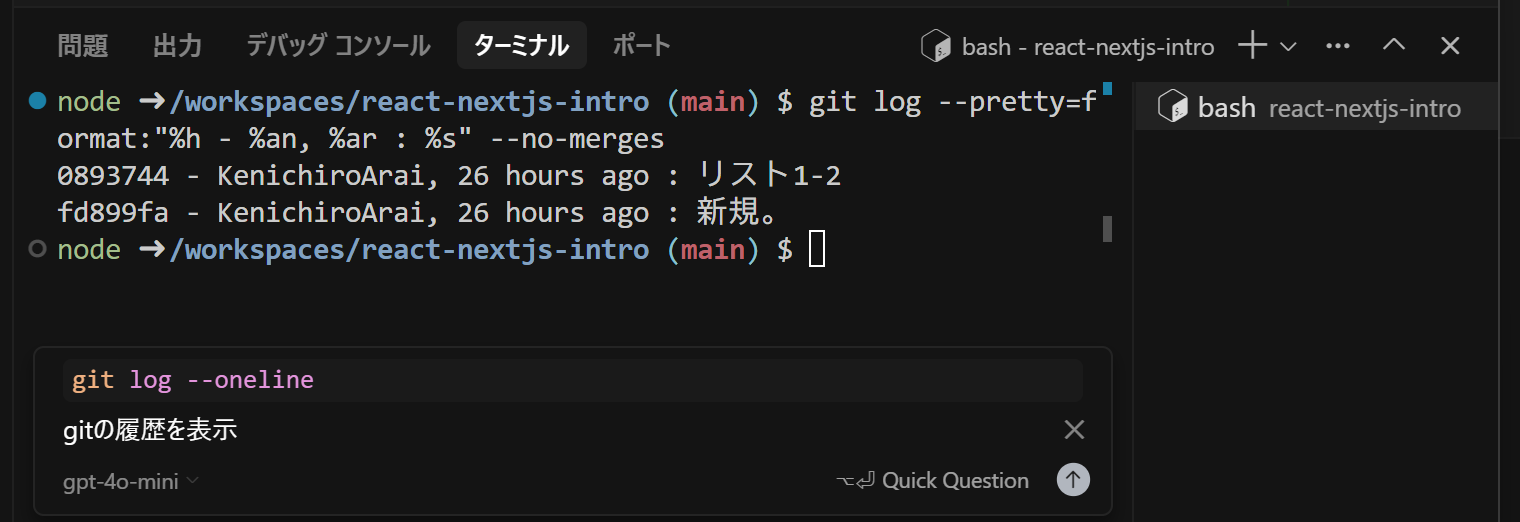 問題 出力 デバッグ コンソール ターミナル ポート bash - react-nextjs-intro
node ➜ /workspaces/react-nextjs-intro (main) $ git log --pretty=f
ormat:"%h - %an, %ar : %s" --no-merges
0893744 - KenichiroArai, 26 hours ago : リスト1-2
fd899fa - KenichiroArai, 26 hours ago : 新規。
node ➜ /workspaces/react-nextjs-intro (main) $
bash react-nextjs-intro
git log --oneline
gitの履歴を表示
gpt-4o-mini ⌥⏎ Quick Question